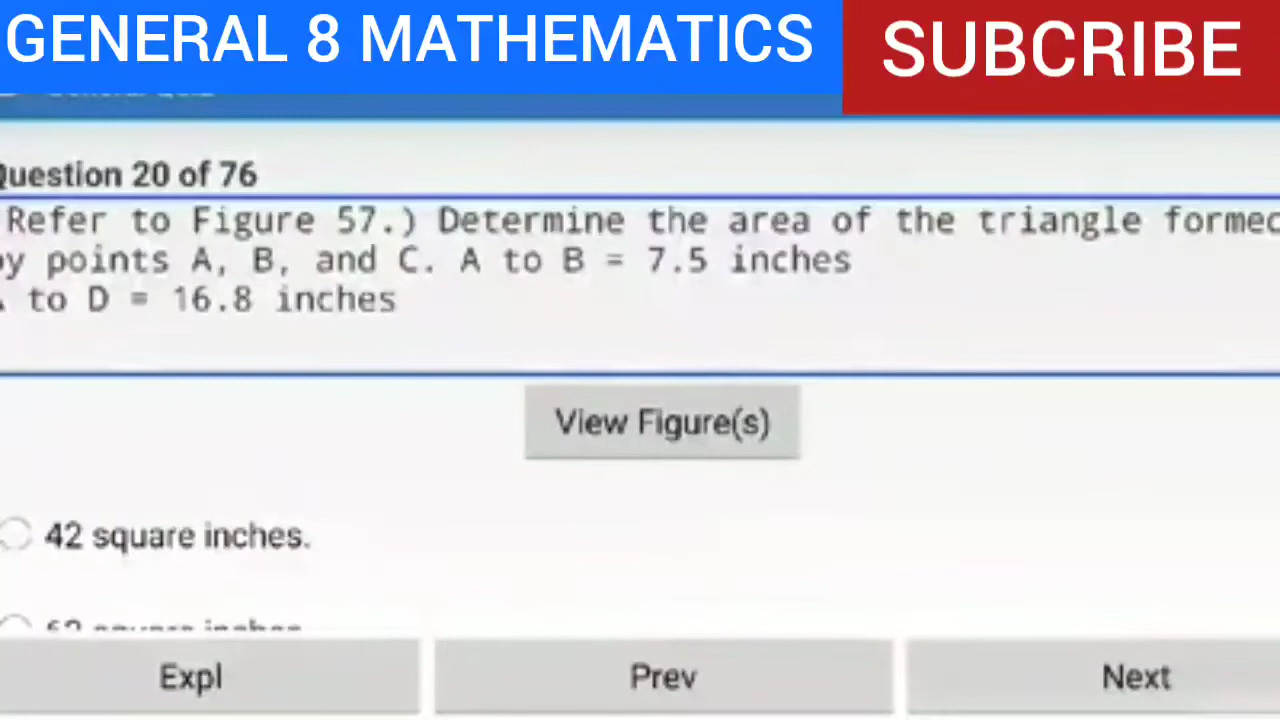 GENERAL 8 MATHEMATICS
SUBCRIBE
Question 20 of 76
Refer to Figure 57.) Determine the area of the triangle formed
by points A, B, and C. A to B = 7.5 inches
A to D = 16.8 inches
View Figure(s)
42 square inches.
Expl
Prev
Next